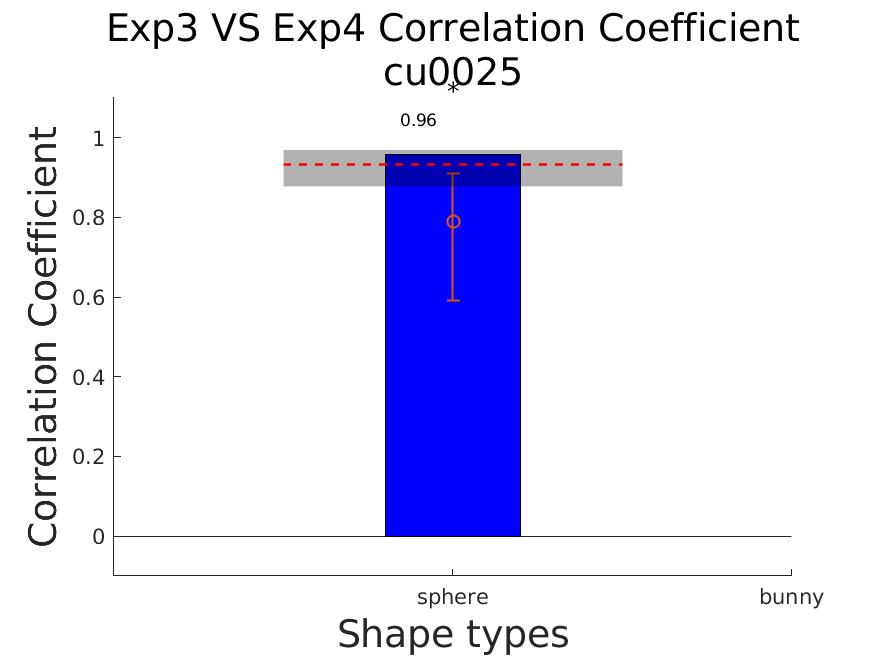 Exp3 VS Exp4 Correlation Coefficient
cu0025
*
0.96
1
0.8
0.6
0.4
0.2
0
Correlation Coefficient
sphere
bunny
Shape types